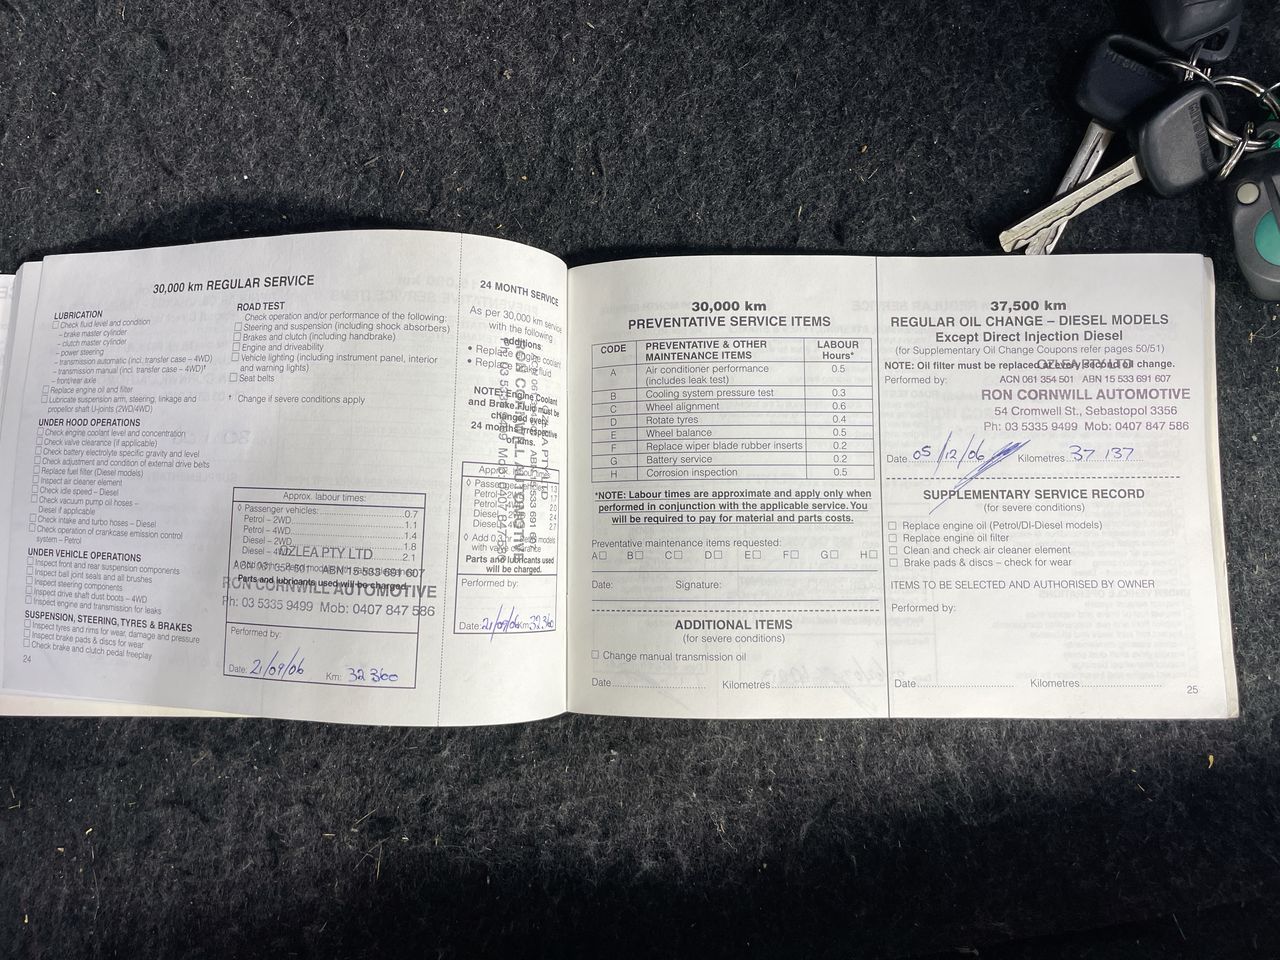 30,000 km REGULAR SERVICE
LUBRICATION
Check fluid level and condition
– brake master cylinder
– clutch master cylinder
– power steering
– transmission automatic (incl. transfer case – 4WD)
– transmission manual (incl. transfer case – 4WD)†
– front/rear axle
Replace engine oil and filter
Lubricate suspension arm, steering, linkage and
propeller shaft U-joints (2WD/4WD)
UNDER HOOD OPERATIONS
Check engine coolant level and concentration
Check valve clearance (if applicable)
Check battery electrolyte specific gravity and level
Check adjustment and condition of external drive belts
Replace fuel filter (Diesel models)
Inspect air cleaner element
Check idle speed – Diesel
Check vacuum pump oil hoses –
Diesel if applicable
Check intake and turbo hoses – Diesel
Check operation of crankcase emission control
system – Petrol
UNDER VEHICLE OPERATIONS
Inspect front and rear suspension components
Inspect ball joint seals and all brushes
Inspect steering components
Inspect drive shaft dust boots – 4WD
Inspect engine and transmission for leaks
SUSPENSION, STEERING, TYRES & BRAKES
Inspect tyres and rims for wear, damage and pressure
Inspect brake pads & discs for wear
Check brake and clutch pedal freeplay
24
ROAD TEST
Check operation and/or performance of the following:
Steering and suspension (including shock absorbers)
Brakes and clutch (including handbrake)
Engine and driveability
Vehicle lighting (including instrument panel, interior
and warning lights)
Seat belts
† Change if severe conditions apply
Approx. labour times:
◊ Passenger vehicles: 0.7
Petrol – 2WD 1.1
Petrol – 4WD 1.4
Diesel – 2WD 1.8
Diesel – 4WD 2.1
Parts and lubricants used will be charged.
OZLEA PTY LTD
ACN 061 354 501 ABN 15 533 691 607
RON CORNWILL AUTOMOTIVE
Ph: 03 5335 9499 Mob: 0407 847 586
Performed by:
Date: 21/09/06 Km: 32 360
24 MONTH SERVICE
As per 30,000 km service
with the following
additions
• Replace engine coolant
• Replace brake fluid
NOTE: Engine Coolant
and Brake Fluid must be
changed every
24 months irrespective
of kms.
RON CORNWILL AUTOMOTIVE
Parts and lubricants used
will be charged.
Performed by:
Date: 21/09/06 Km: 32360
30,000 km
PREVENTATIVE SERVICE ITEMS
CODE PREVENTATIVE & OTHER MAINTENANCE ITEMS LABOUR Hours*
A Air conditioner performance (includes leak test) 0.5
B Cooling system pressure test 0.3
C Wheel alignment 0.6
D Rotate tyres 0.4
E Wheel balance 0.5
F Replace wiper blade rubber inserts 0.2
G Battery service 0.2
H Corrosion inspection 0.5
*NOTE: Labour times are approximate and apply only when
performed in conjunction with the applicable service. You
will be required to pay for material and parts costs.
Preventative maintenance items requested:
A B C D E F G H
Date: Signature:
ADDITIONAL ITEMS
(for severe conditions)
Change manual transmission oil
Date Kilometres
37,500 km
REGULAR OIL CHANGE – DIESEL MODELS
Except Direct Injection Diesel
(for Supplementary Oil Change Coupons refer pages 50/51)
NOTE: Oil filter must be replaced at every second oil change.
OZLEA PTY LTD
Performed by: ACN 061 354 501 ABN 15 533 691 607
RON CORNWILL AUTOMOTIVE
54 Cromwell St., Sebastopol 3356
Ph: 03 5335 9499 Mob: 0407 847 586
Date 05/12/06 Kilometres 37 137
SUPPLEMENTARY SERVICE RECORD
(for severe conditions)
Replace engine oil (Petrol/DI-Diesel models)
Replace engine oil filter
Clean and check air cleaner element
Brake pads & discs – check for wear
ITEMS TO BE SELECTED AND AUTHORISED BY OWNER
Performed by:
Date Kilometres
25